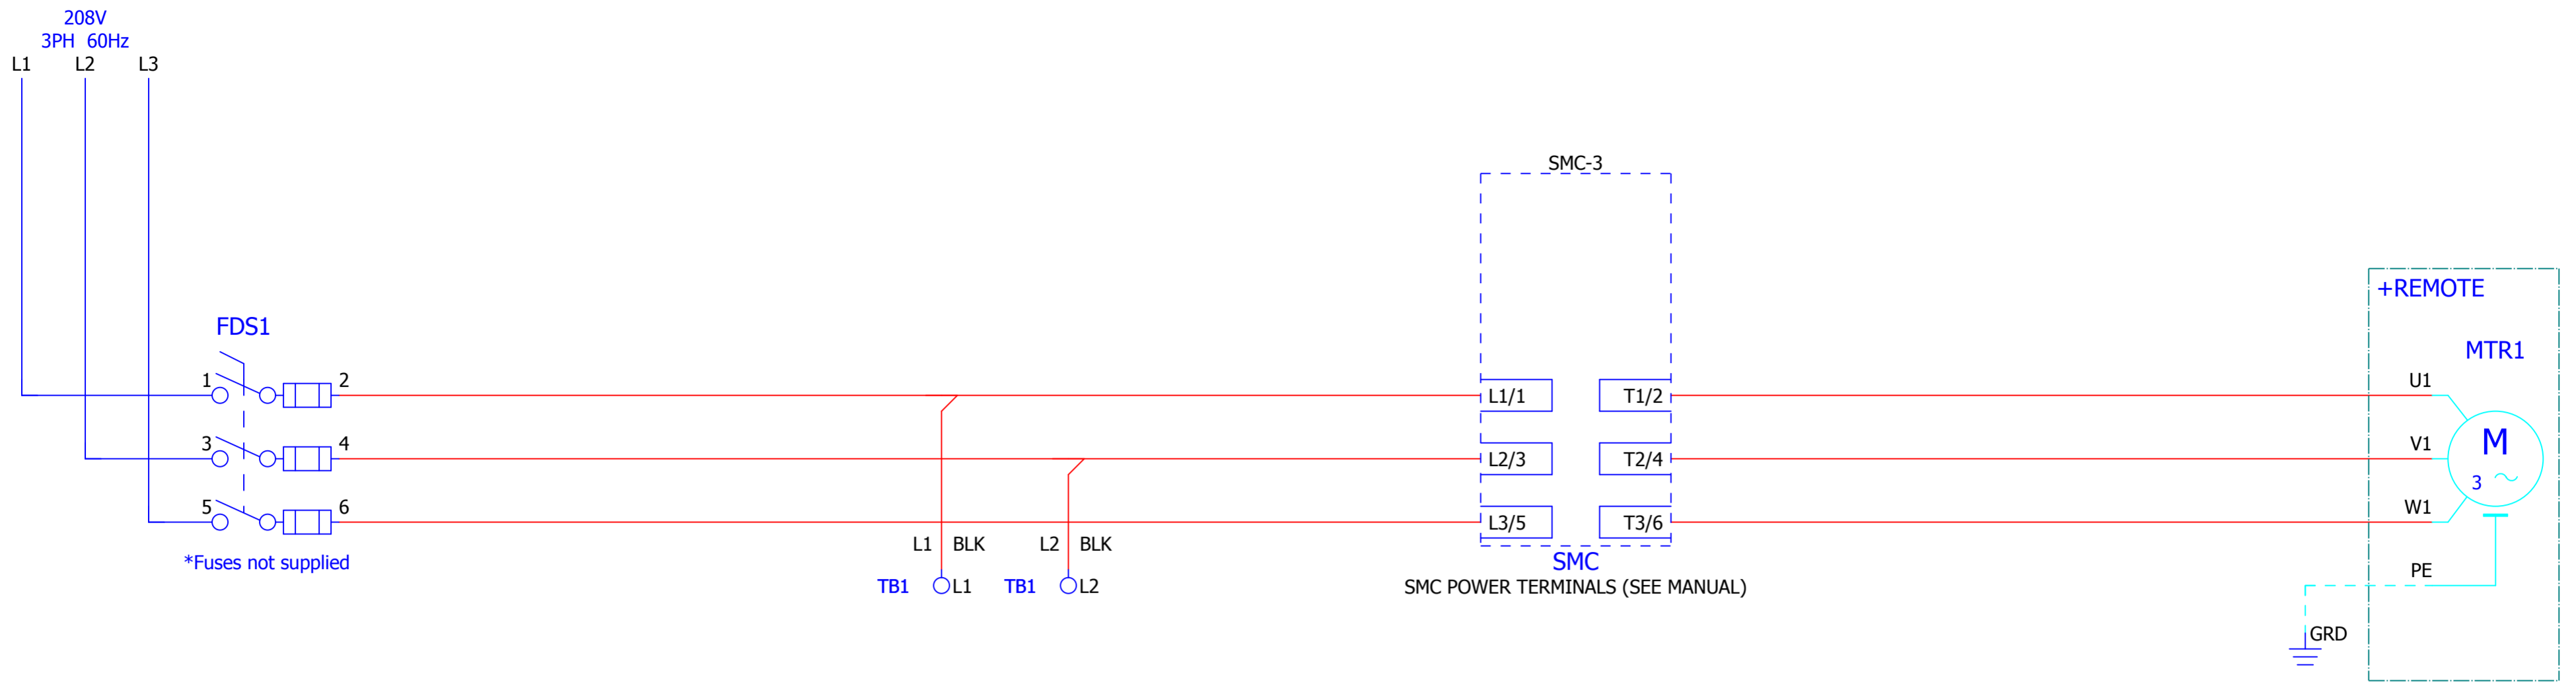 208V
3PH 60Hz
L1 L2 L3
SMC-3
+REMOTE
FDS1
MTR1
1 2
L1/1 T1/2
U1
3 4
L2/3 T2/4
V1
M
3
5 6
L3/5 T3/6
W1
*Fuses not supplied
L1 BLK L2 BLK
SMC
PE
TB1 L1 TB1 L2
SMC POWER TERMINALS (SEE MANUAL)
GRD